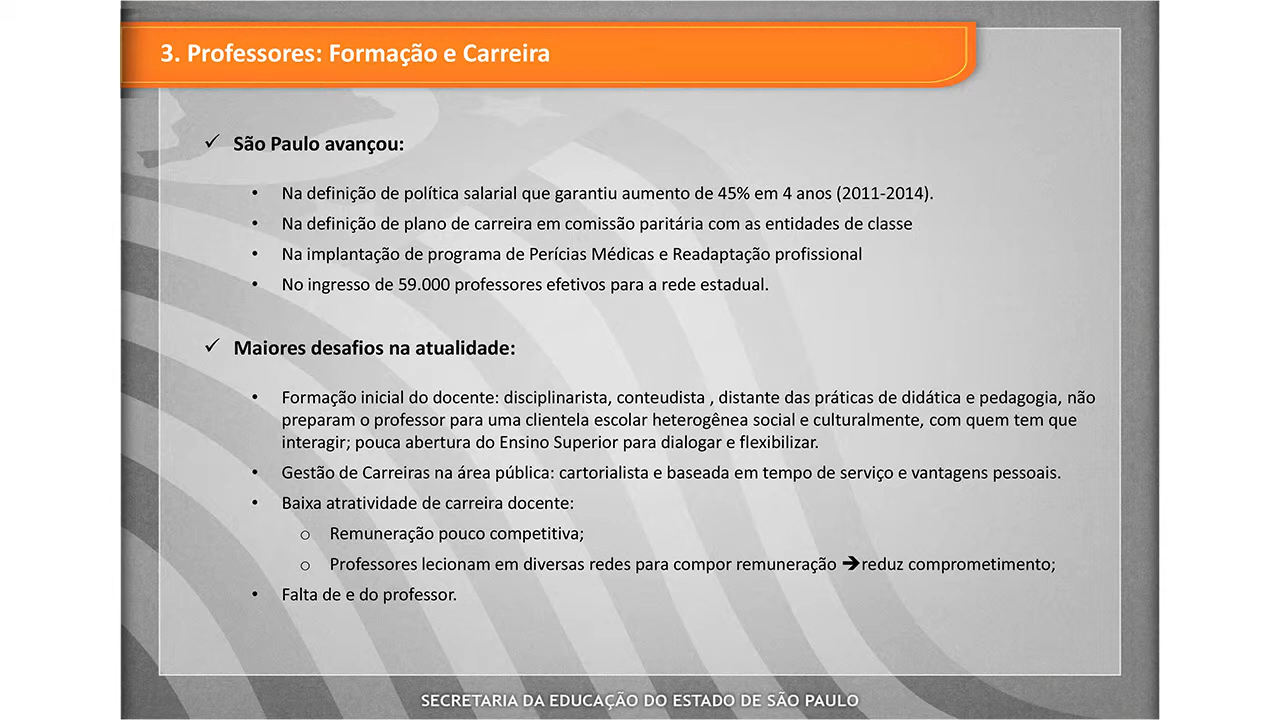 3. Professores: Formação e Carreira
✓ São Paulo avançou:
• Na definição de política salarial que garantiu aumento de 45% em 4 anos (2011-2014).
• Na definição de plano de carreira em comissão paritária com as entidades de classe
• Na implantação de programa de Perícias Médicas e Readaptação profissional
• No ingresso de 59.000 professores efetivos para a rede estadual.
✓ Maiores desafios na atualidade:
• Formação inicial do docente: disciplinarista, conteudista , distante das práticas de didática e pedagogia, não
preparam o professor para uma clientela escolar heterogênea social e culturalmente, com quem tem que
interagir; pouca abertura do Ensino Superior para dialogar e flexibilizar.
• Gestão de Carreiras na área pública: cartorialista e baseada em tempo de serviço e vantagens pessoais.
• Baixa atratividade de carreira docente:
o Remuneração pouco competitiva;
o Professores lecionam em diversas redes para compor remuneração ➔reduz comprometimento;
• Falta de e do professor.
SECRETARIA DA EDUCAÇÃO DO ESTADO DE SÃO PAULO